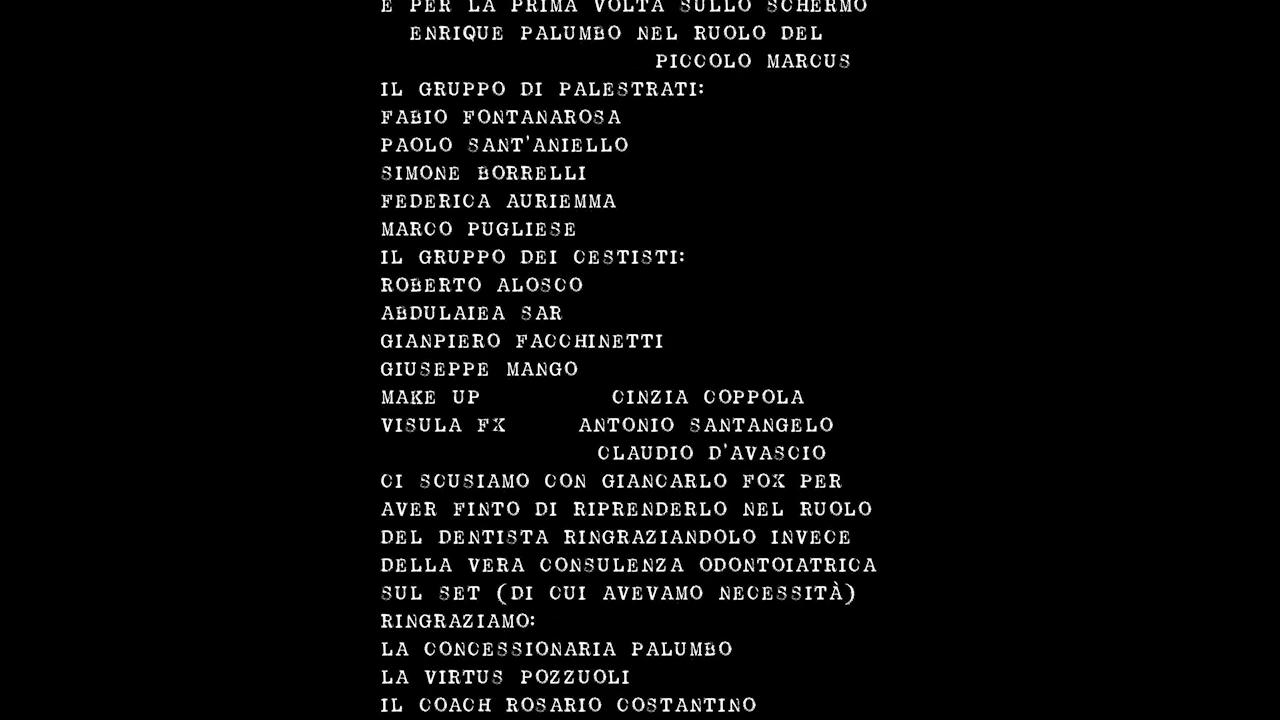 E PER LA PRIMA VOLTA SULLO SCHERMO
ENRIQUE PALUMBO NEL RUOLO DEL
PICCOLO MARCUS
IL GRUPPO DI PALESTRATI:
FABIO FONTANAROSA
PAOLO SANT'ANIELLO
SIMONE BORRELLI
FEDERICA AURIEMMA
MARCO PUGLIESE
IL GRUPPO DEI CESTISTI:
ROBERTO ALOSCO
ABDULAIEA SAR
GIANPIERO FACCHINETTI
GIUSEPPE MANGO
MAKE UP CINZIA COPPOLA
VISULA FX ANTONIO SANTANGELO
CLAUDIO D'AVASCIO
CI SCUSIAMO CON GIANCARLO FOX PER
AVER FINTO DI RIPRENDERLO NEL RUOLO
DEL DENTISTA RINGRAZIANDOLO INVECE
DELLA VERA CONSULENZA ODONTOIATRICA
SUL SET (DI CUI AVEVAMO NECESSITÀ)
RINGRAZIAMO:
LA CONCESSIONARIA PALUMBO
LA VIRTUS POZZUOLI
IL COACH ROSARIO COSTANTINO